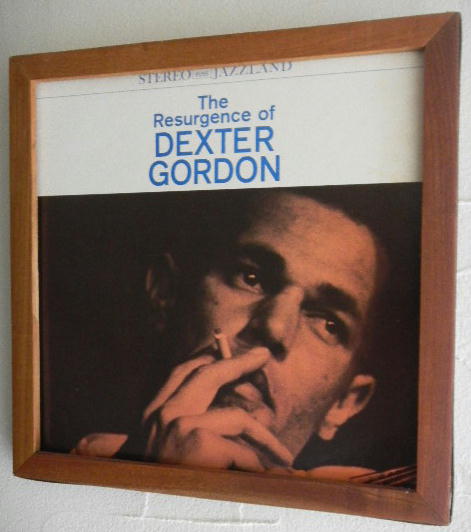 STEREO JAZZLAND
The
Resurgence of
DEXTER
GORDON